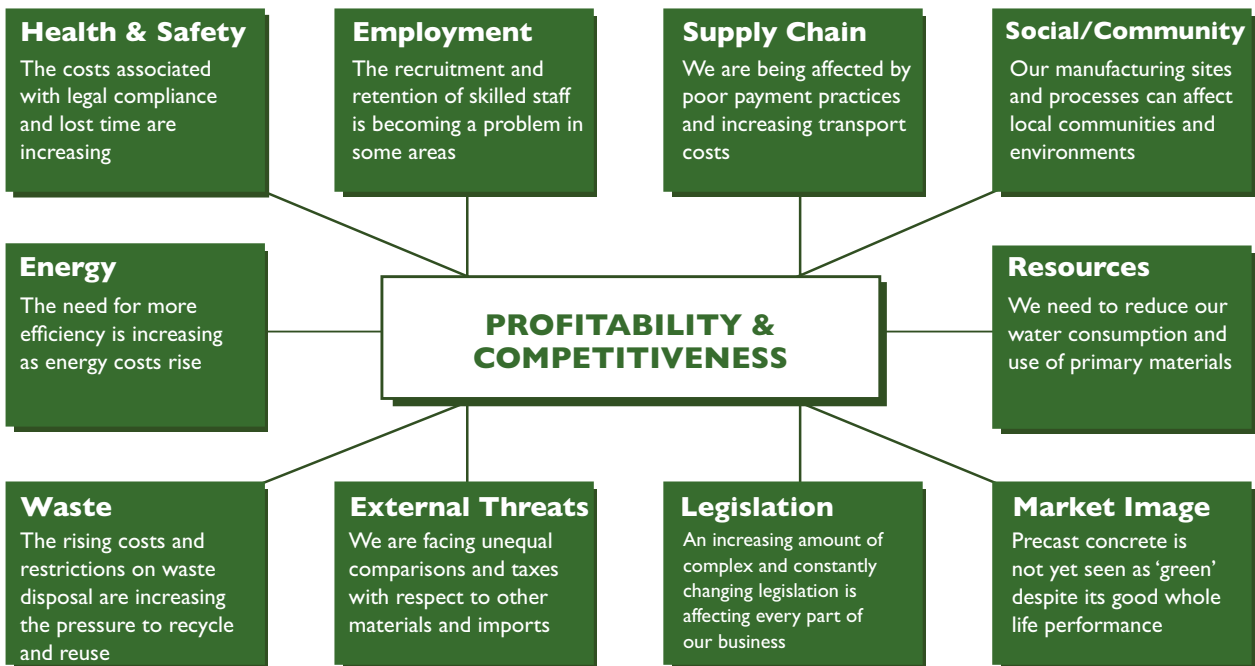 Health & Safety
The costs associated
with legal compliance
and lost time are
increasing
Employment
The recruitment and
retention of skilled staff
is becoming a problem in
some areas
Supply Chain
We are being affected by
poor payment practices
and increasing transport
costs
Social/Community
Our manufacturing sites
and processes can affect
local communities and
environments
Energy
The need for more
efficiency is increasing
as energy costs rise
PROFITABILITY &
COMPETITIVENESS
Resources
We need to reduce our
water consumption and
use of primary materials
Waste
The rising costs and
restrictions on waste
disposal are increasing
the pressure to recycle
and reuse
External Threats
We are facing unequal
comparisons and taxes
with respect to other
materials and imports
Legislation
An increasing amount of
complex and constantly
changing legislation is
affecting every part of
our business
Market Image
Precast concrete is
not yet seen as ‘green’
despite its good whole
life performance